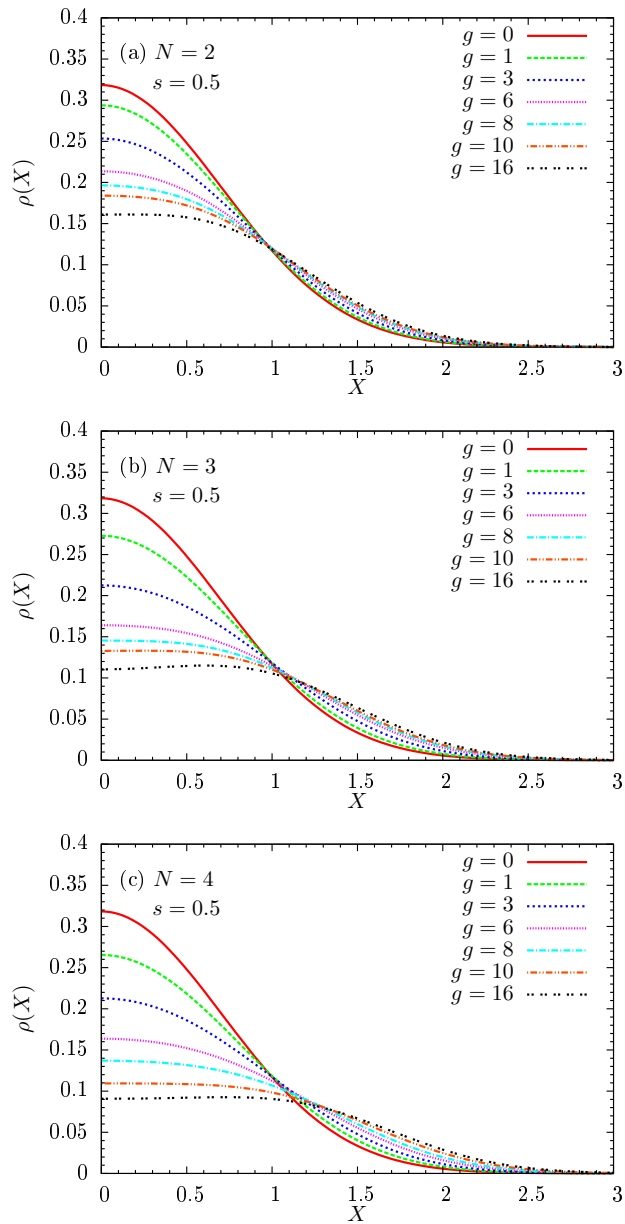 0.4
(a) N = 2
g = 0
0.35
s = 0.5
g = 1
0.3
g = 3
0.25
g = 6
0.2
g = 8
ρ(X)
g = 10
0.15
g = 16
0.1
0.05
0
0 0.5 1 1.5 2 2.5 3
X
0.4
(b) N = 3
g = 0
0.35
s = 0.5
g = 1
0.3
g = 3
0.25
g = 6
0.2
g = 8
ρ(X)
g = 10
0.15
g = 16
0.1
0.05
0
0 0.5 1 1.5 2 2.5 3
X
0.4
(c) N = 4
g = 0
0.35
s = 0.5
g = 1
0.3
g = 3
0.25
g = 6
0.2
g = 8
ρ(X)
g = 10
0.15
g = 16
0.1
0.05
0
0 0.5 1 1.5 2 2.5 3
X